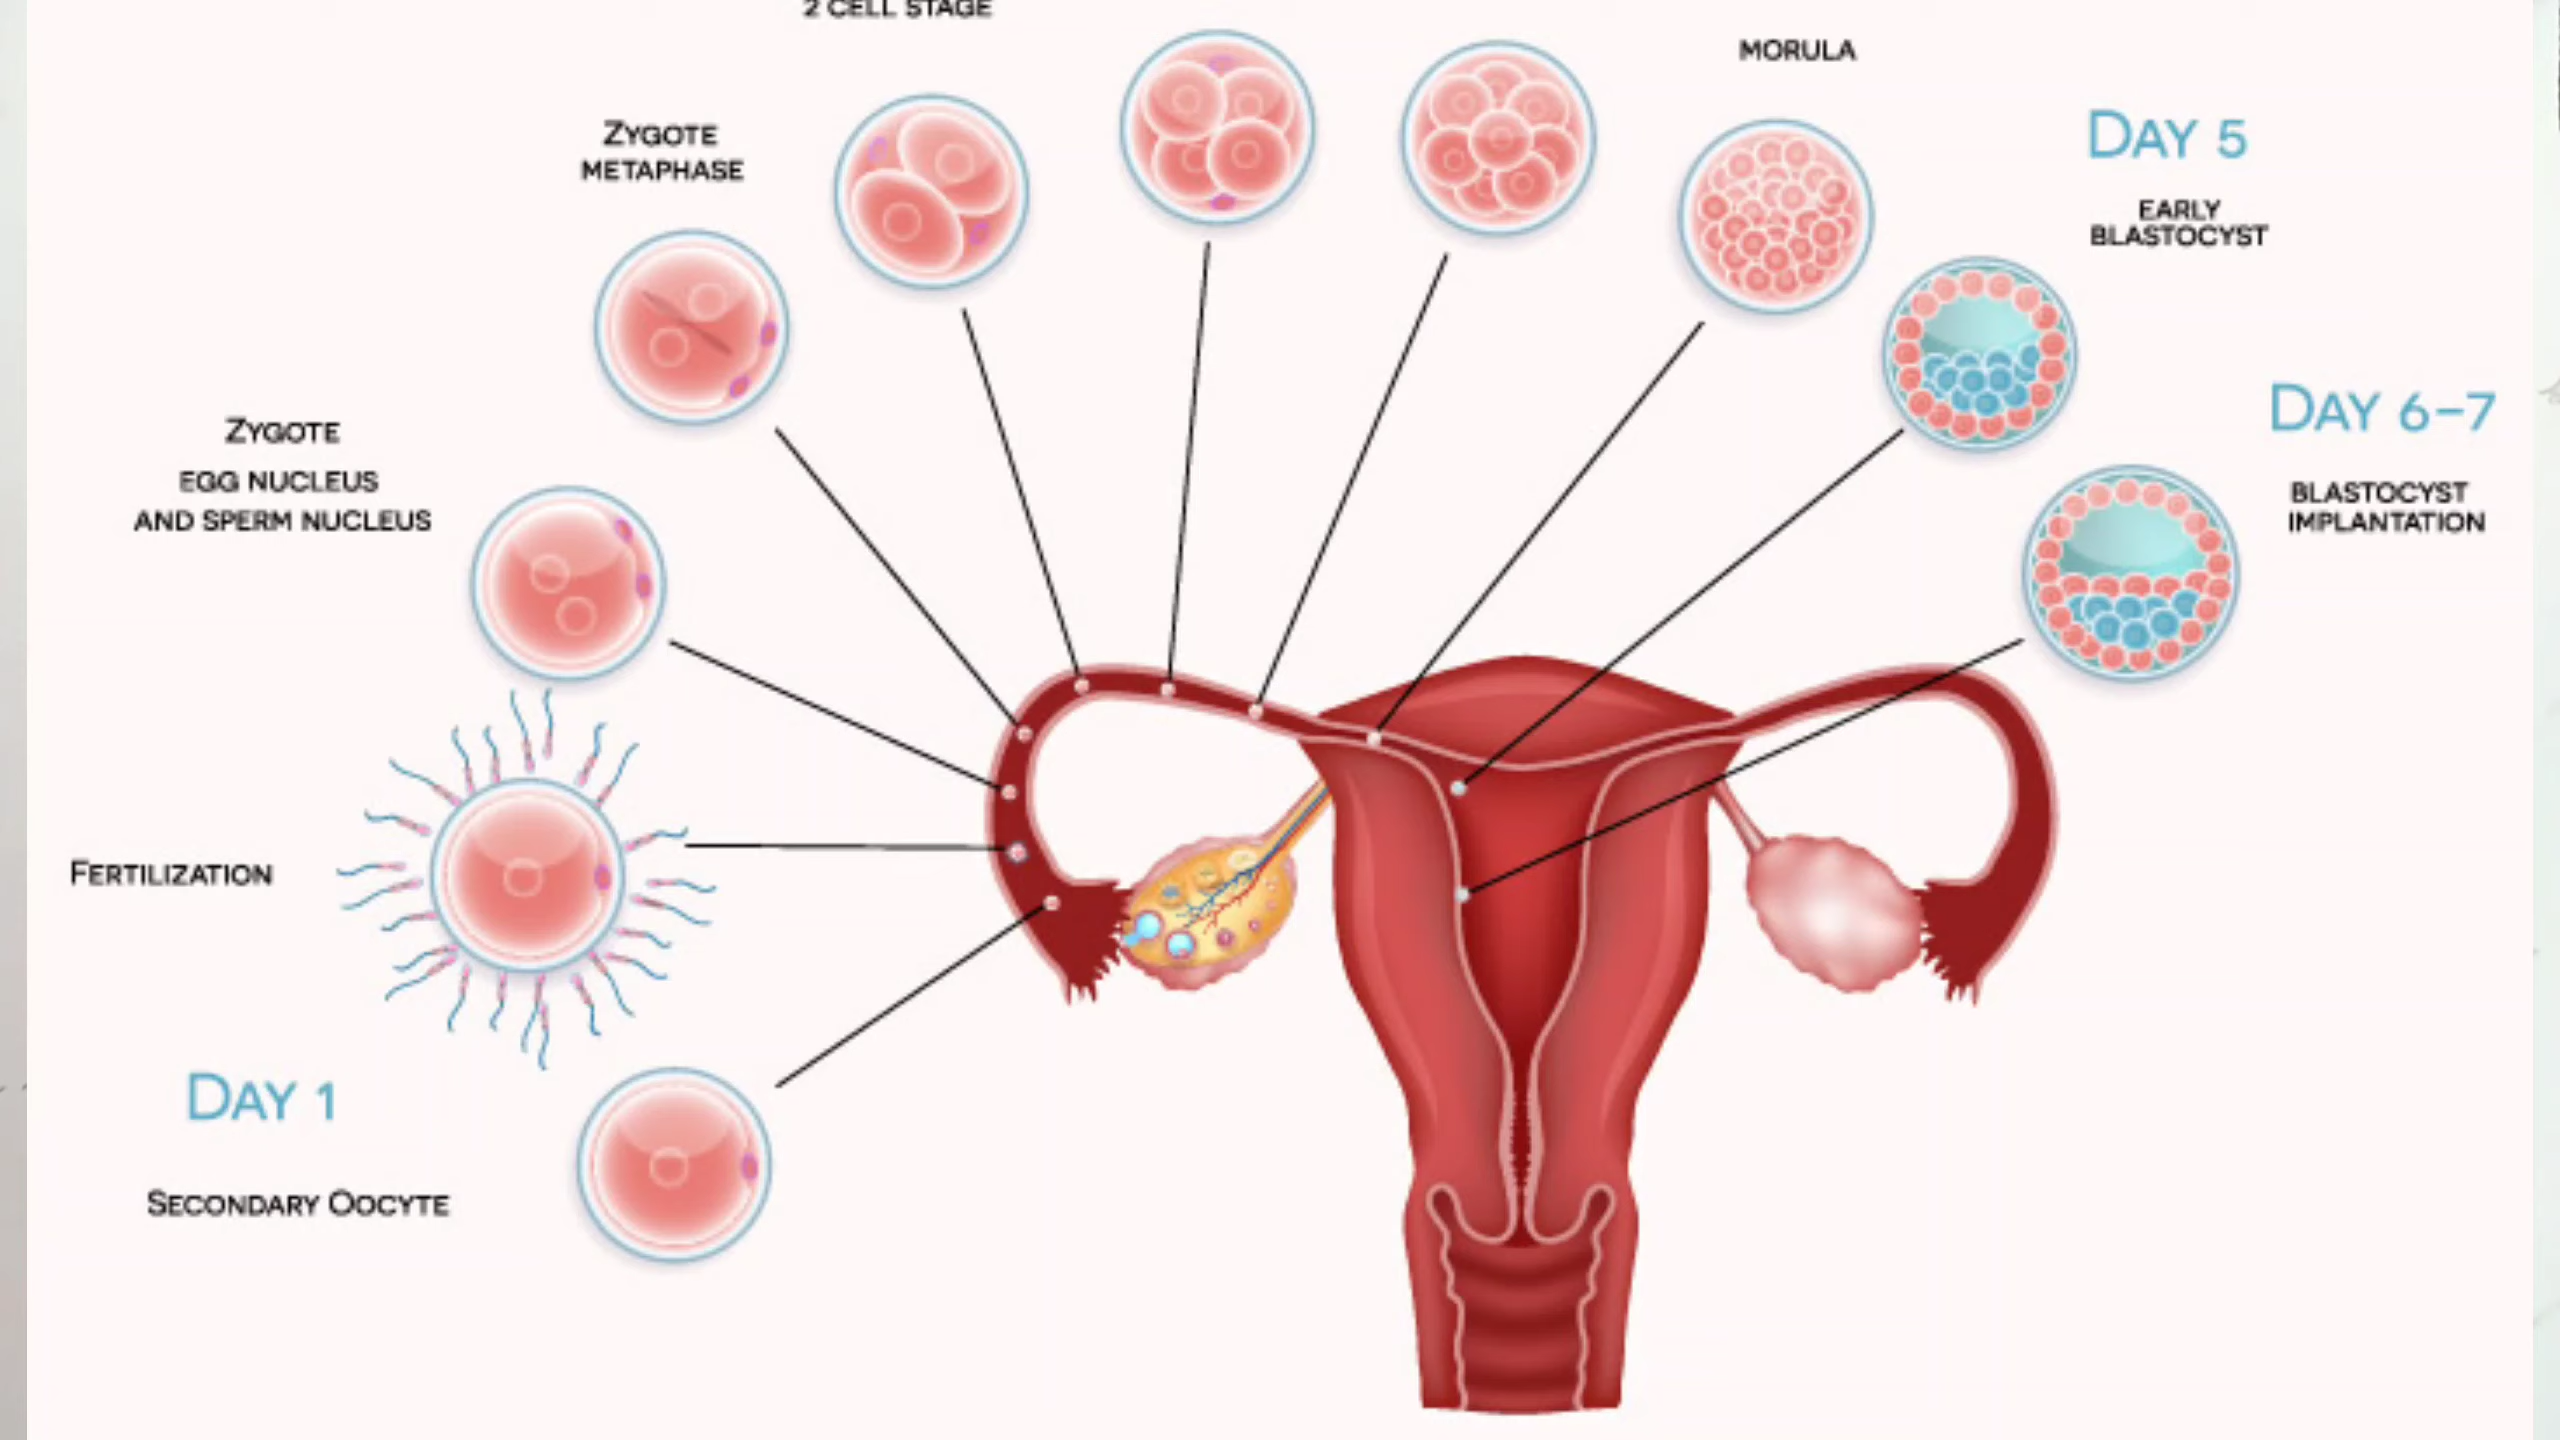 2 CELL STAGE
MORULA
DAY 5
EARLY
BLASTOCYST
ZYGOTE
METAPHASE
DAY 6-7
BLASTOCYST
IMPLANTATION
ZYGOTE
EGG NUCLEUS
AND SPERM NUCLEUS
FERTILIZATION
DAY 1
SECONDARY OOCYTE